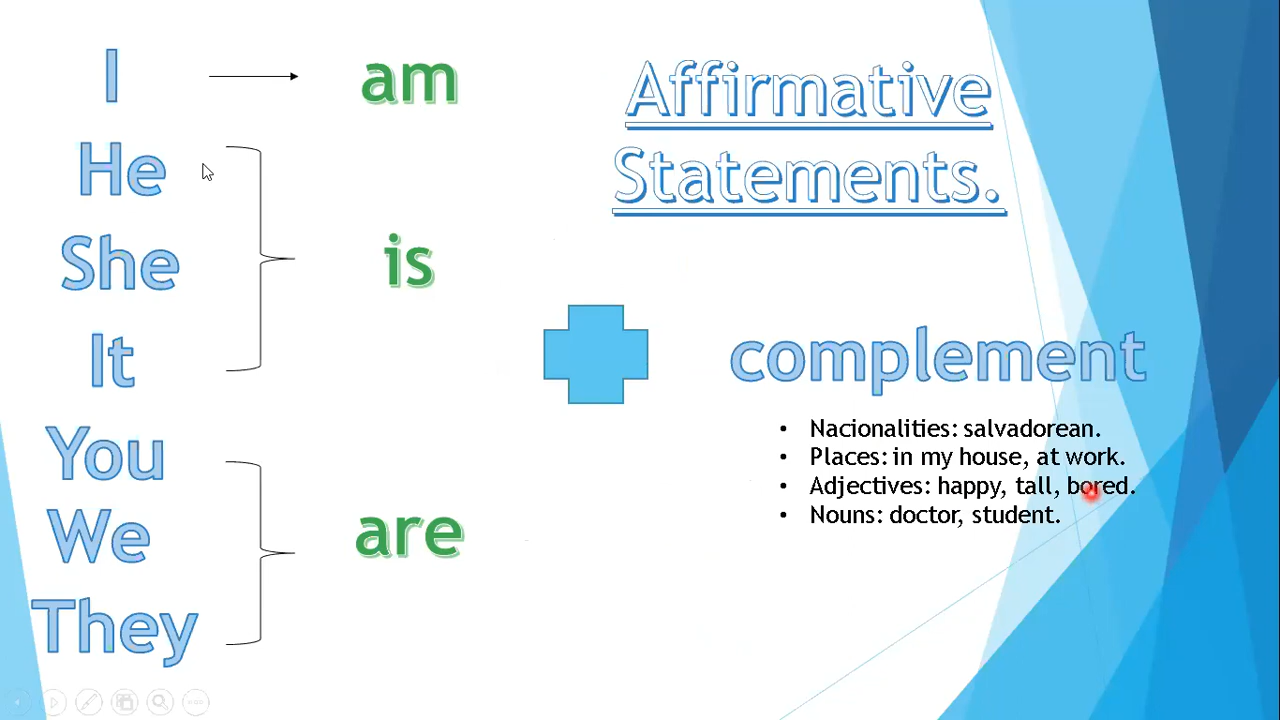 I
am
He
She
is
It
You
We
are
They
Affirmative
Statements.
complement
• Nacionalities: salvadorean.
• Places: in my house, at work.
• Adjectives: happy, tall, bored.
• Nouns: doctor, student.